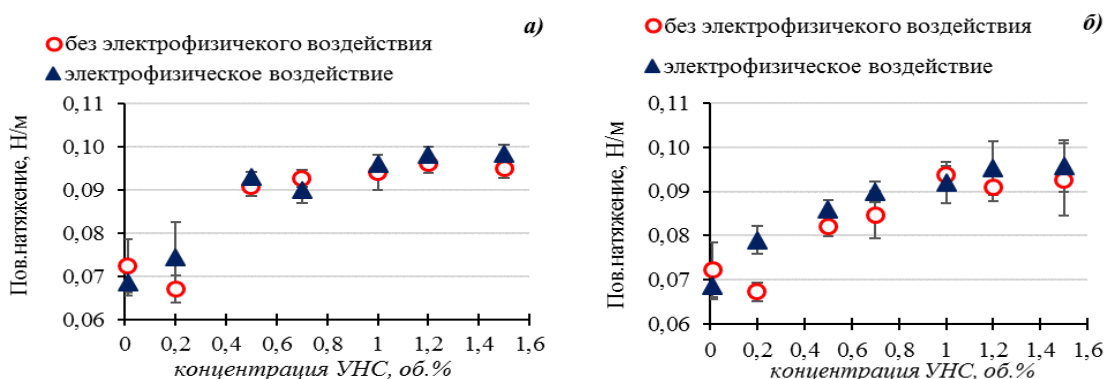 а)
без электрофизичекого воздействия
электрофизическое воздействие
Пов.натяжение, Н/м
0,11
0,10
0,09
0,08
0,07
0,06
0 0,2 0,4 0,6 0,8 1 1,2 1,4 1,6
концентрация УНС, об.%
б)
без электрофизичекого воздействия
электрофизическое воздействие
Пов.натяжение, Н/м
0,11
0,10
0,09
0,08
0,07
0,06
0 0,2 0,4 0,6 0,8 1 1,2 1,4 1,6
концентрация УНС, об.%